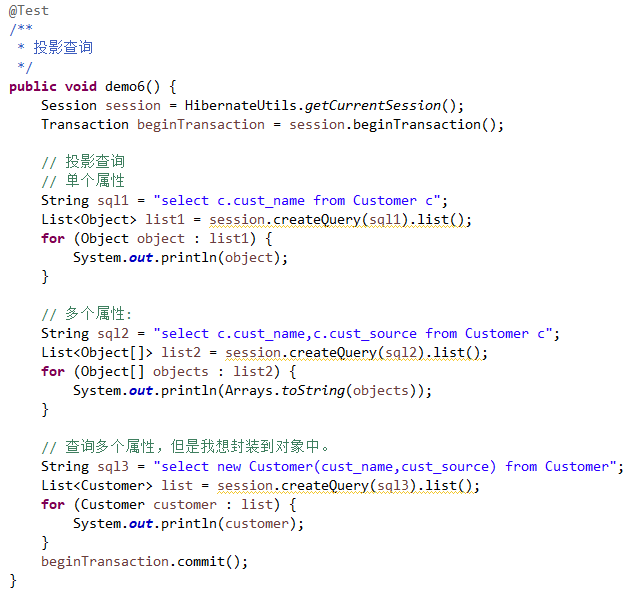 @Test
/**
 * 投影查询
 */
public void demo6() {
    Session session = HibernateUtils.getCurrentSession();
    Transaction beginTransaction = session.beginTransaction();

    // 投影查询
    // 单个属性
    String sql1 = "select c.cust_name from Customer c";
    List<Object> list1 = session.createQuery(sql1).list();
    for (Object object : list1) {
        System.out.println(object);
    }

    // 多个属性:
    String sql2 = "select c.cust_name,c.cust_source from Customer c";
    List<Object[]> list2 = session.createQuery(sql2).list();
    for (Object[] objects : list2) {
        System.out.println(Arrays.toString(objects));
    }

    // 查询多个属性，但是我想封装到对象中。
    String sql3 = "select new Customer(cust_name,cust_source) from Customer";
    List<Customer> list = session.createQuery(sql3).list();
    for (Customer customer : list) {
        System.out.println(customer);
    }
    beginTransaction.commit();
}